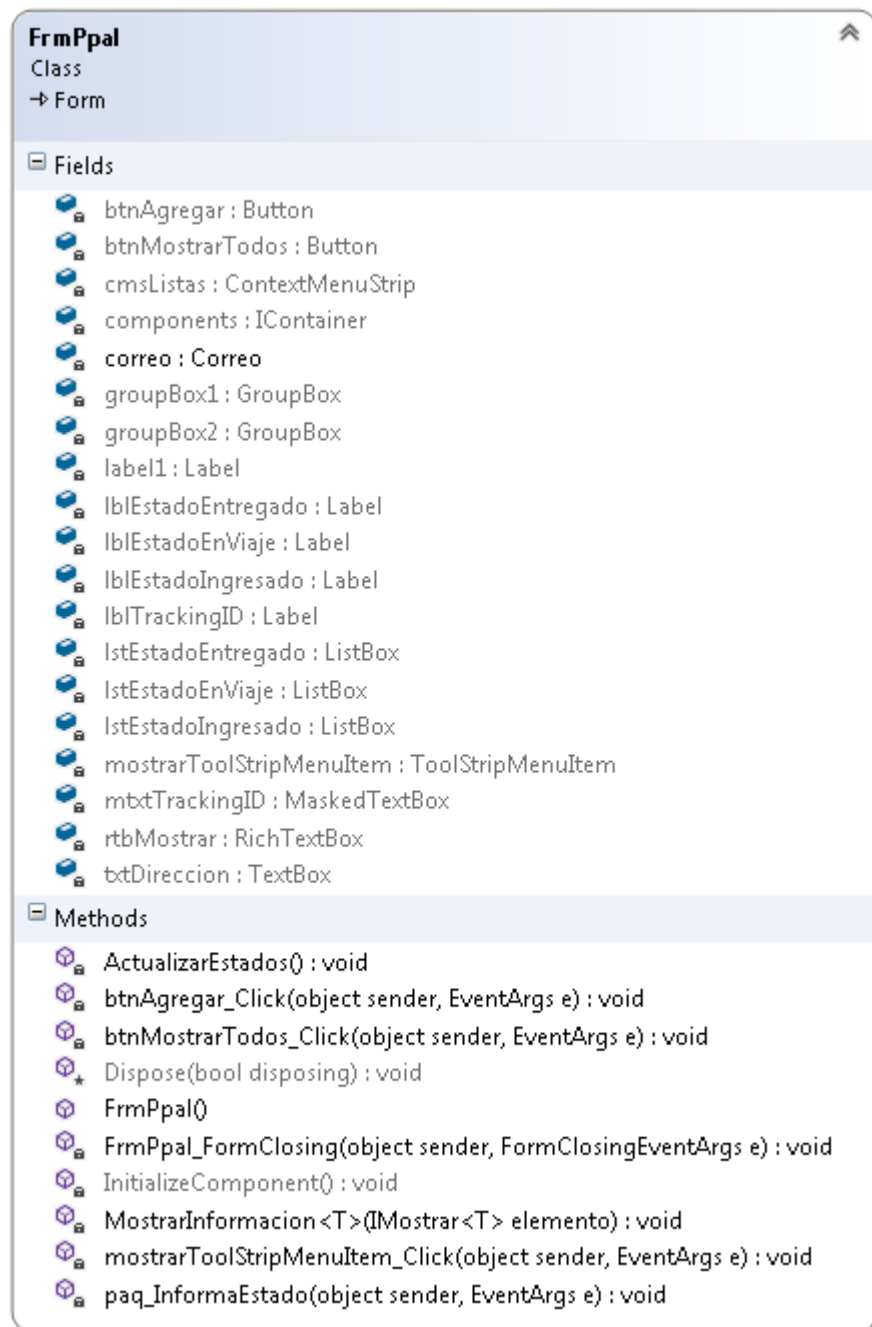 FrmPpal
Class
Form
Fields
btnAgregar : Button
btnMostrarTodos : Button
cmsListas : ContextMenuStrip
components : IContainer
correo : Correo
groupBox1 : GroupBox
groupBox2 : GroupBox
label1 : Label
lblEstadoEntregado : Label
lblEstadoEnViaje : Label
lblEstadoIngresado : Label
lblTrackingID : Label
lstEstadoEntregado : ListBox
lstEstadoEnViaje : ListBox
lstEstadoIngresado : ListBox
mostrarToolStripMenuItem : ToolStripMenuItem
mtxtTrackingID : MaskedTextBox
rtbMostrar : RichTextBox
txtDireccion : TextBox
Methods
ActualizarEstados() : void
btnAgregar_Click(object sender, EventArgs e) : void
btnMostrarTodos_Click(object sender, EventArgs e) : void
Dispose(bool disposing) : void
FrmPpal()
FrmPpal_FormClosing(object sender, FormClosingEventArgs e) : void
InitializeComponent() : void
MostrarInformacion<T>(IMostrar<T> elemento) : void
mostrarToolStripMenuItem_Click(object sender, EventArgs e) : void
paq_InformaEstado(object sender, EventArgs e) : void